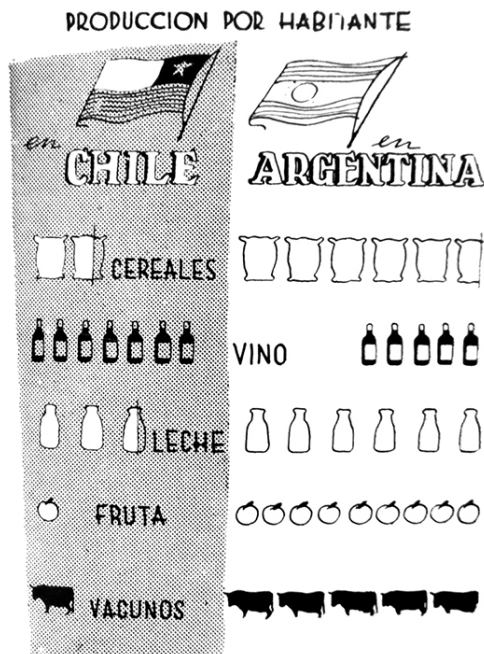 PRODUCCION POR HABITANTE
en CHILE
en ARGENTINA
CEREALES
VINO
LECHE
FRUTA
VACUNOS